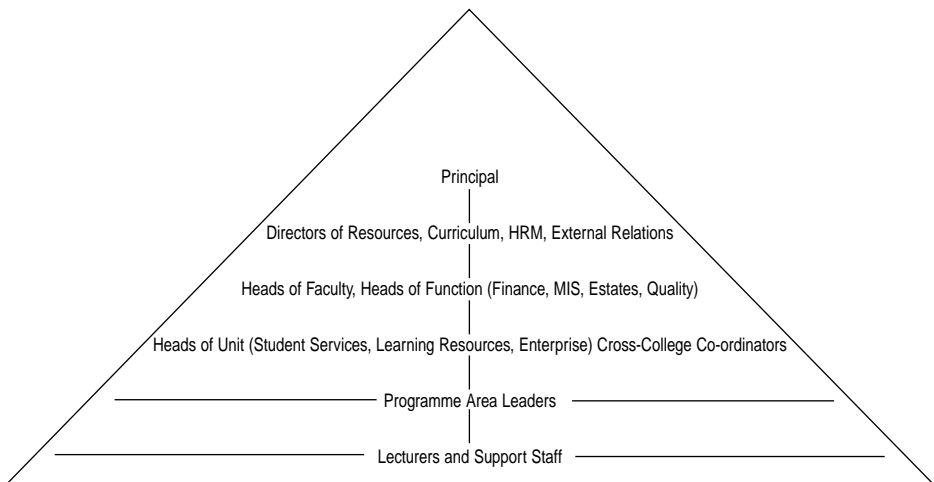 Principal
Directors of Resources, Curriculum, HRM, External Relations
Heads of Faculty, Heads of Function (Finance, MIS, Estates, Quality)
Heads of Unit (Student Services, Learning Resources, Enterprise) Cross-College Co-ordinators
Programme Area Leaders
Lecturers and Support Staff